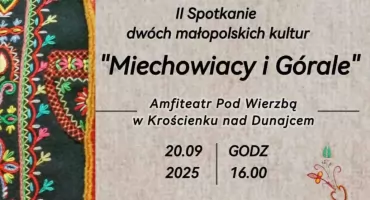 II Spotkanie
dwóch małopolskich kultur
"Miechowiacy i Górale"
Amfiteatr Pod Wierzbą
w Krościenku nad Dunajcem
20.09 GODZ
2025 16.00